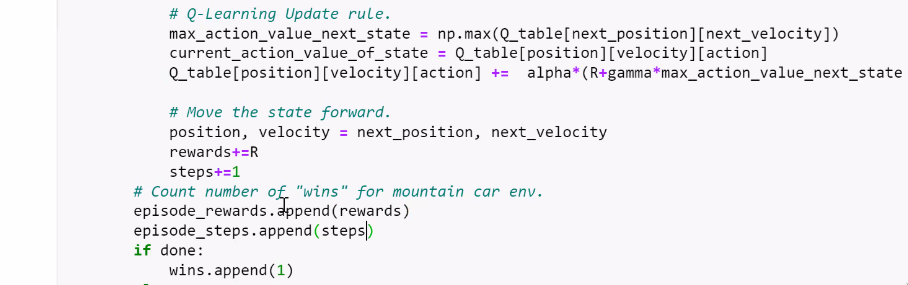 # Q-Learning Update rule.
max_action_value_next_state = np.max(Q_table[next_position][next_velocity])
current_action_value_of_state = Q_table[position][velocity][action]
Q_table[position][velocity][action] +=  alpha*(R+gamma*max_action_value_next_state
# Move the state forward.
position, velocity = next_position, next_velocity
rewards+=R
steps+=1
# Count number of "wins" for mountain car env.
episode_rewards.append(rewards)
episode_steps.append(steps)
if done:
wins.append(1)